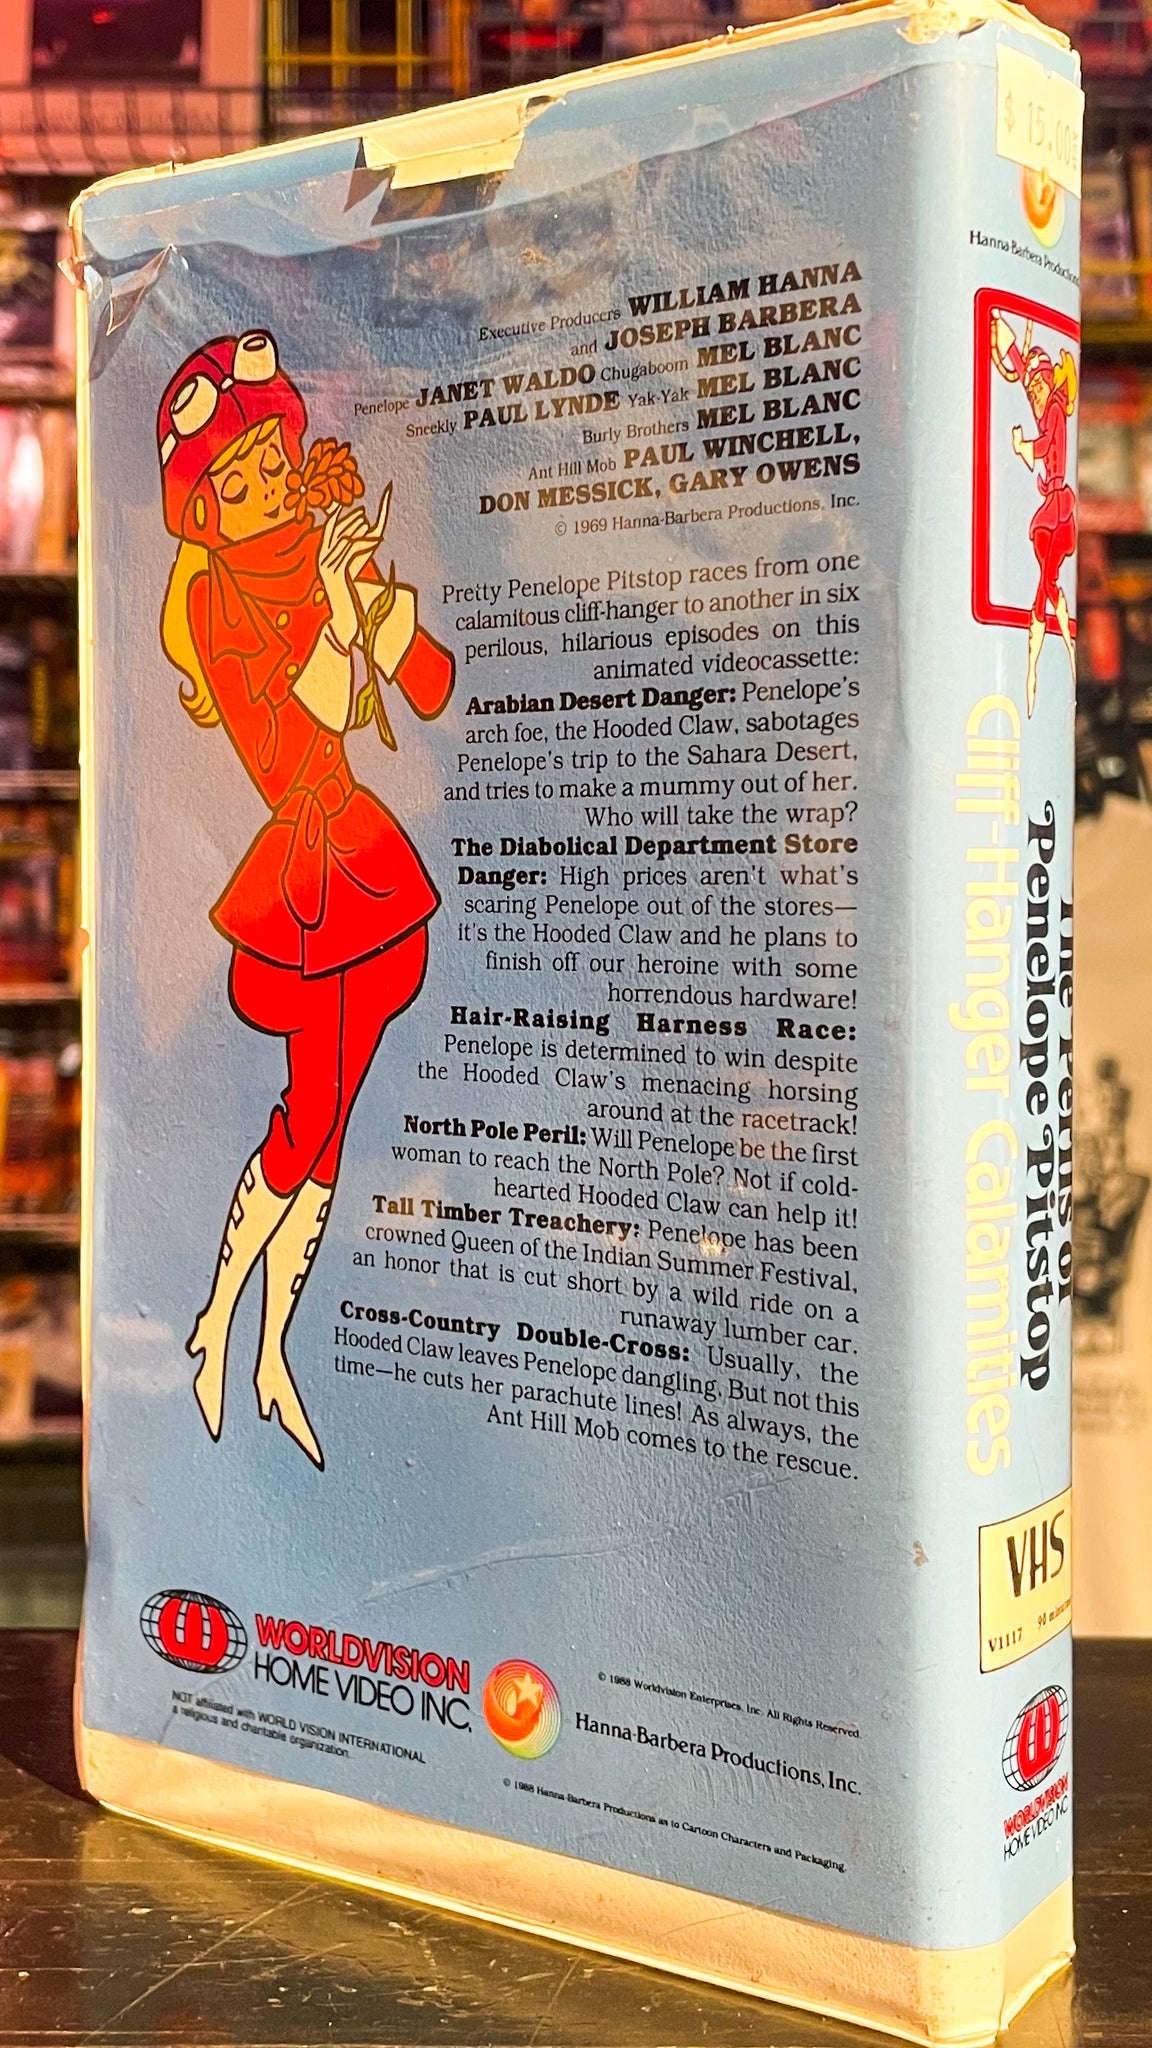 Executive Producers WILLIAM HANNA
and JOSEPH BARBERA
Penelope JANET WALDO Chugaboom MEL BLANC
Sneekly PAUL LYNDE Yak-Yak MEL BLANC
Burly Brothers MEL BLANC
Ant Hill Mob PAUL WINCHELL,
DON MESSICK, GARY OWENS
© 1969 Hanna-Barbera Productions, Inc.
Pretty Penelope Pitstop races from one
calamitous cliff-hanger to another in six
perilous, hilarious episodes on this
animated videocassette:
Arabian Desert Danger: Penelope's
arch foe, the Hooded Claw, sabotages
Penelope's trip to the Sahara Desert,
and tries to make a mummy out of her.
Who will take the wrap?
The Diabolical Department Store
Danger: High prices aren't what's
scaring Penelope out of the stores—
it's the Hooded Claw and he plans to
finish off our heroine with some
horrendous hardware!
Hair-Raising Harness Race:
Penelope is determined to win despite
the Hooded Claw's menacing horsing
around at the racetrack!
North Pole Peril: Will Penelope be the first
woman to reach the North Pole? Not if cold-
hearted Hooded Claw can help it!
Tall Timber Treachery: Penelope has been
crowned Queen of the Indian Summer Festival,
an honor that is cut short by a wild ride on a
runaway lumber car.
Cross-Country Double-Cross: Usually, the
Hooded Claw leaves Penelope dangling. But not this
time—he cuts her parachute lines! As always, the
Ant Hill Mob comes to the rescue.
WORLDVISION
HOME VIDEO INC.
NOT affiliated with WORLD VISION INTERNATIONAL
a religious and charitable organization.
© 1988 Worldvision Enterprises, Inc. All Rights Reserved.
Hanna-Barbera Productions, Inc.
© 1988 Hanna-Barbera Productions as to Cartoon Characters and Packaging.
$ 15.00
Hanna-Barbera Productions
The Perils of
Penelope Pitstop
Cliff-Hanger Calamities
VHS
V1117 90 minutes
WORLDVISION
HOME VIDEO INC.